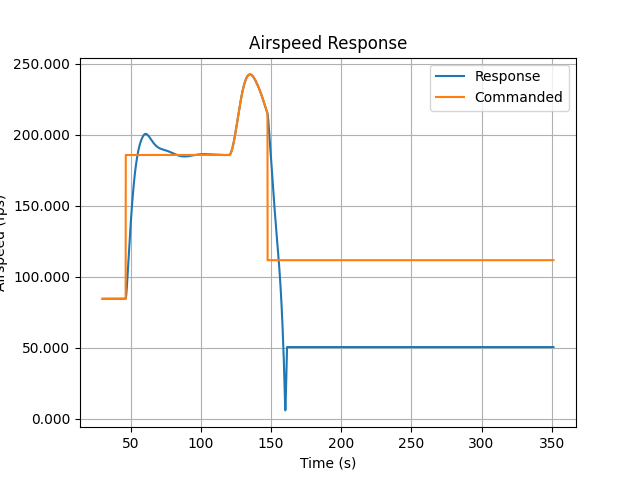 Airspeed Response
250.000
200.000
150.000
100.000
50.000
0.000
Airspeed (fps)
Response
Commanded
50 100 150 200 250 300 350
Time (s)